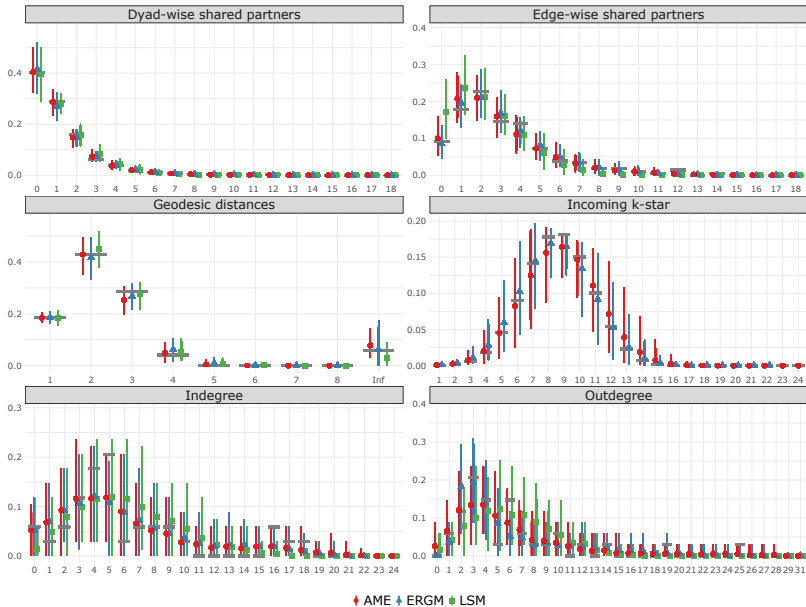 Dyad-wise shared partners
Edge-wise shared partners
0.4
0.2
0.0
0 1 2 3 4 5 6 7 8 9 10 11 12 13 14 15 16 17 18
0.4
0.3
0.2
0.1
0.0
0 1 2 3 4 5 6 7 8 9 10 11 12 13 14 15 16 17 18
Geodesic distances
Incoming k-star
0.4
0.2
0.0
1 2 3 4 5 6 7 8 Inf
0.20
0.15
0.10
0.05
0.00
1 2 3 4 5 6 7 8 9 10 11 12 13 14 15 16 17 18 19 20 21 22 23 24
Indegree
Outdegree
0.3
0.2
0.1
0.0
0 1 2 3 4 5 6 7 8 9 10 11 12 13 14 15 16 17 18 19 20 21 22 24
0.4
0.3
0.2
0.1
0.0
0 1 2 3 4 5 6 7 8 9 10 11 12 13 14 15 16 17 18 19 20 21 22 23 24 25 28 29 31
AME ERGM LSM